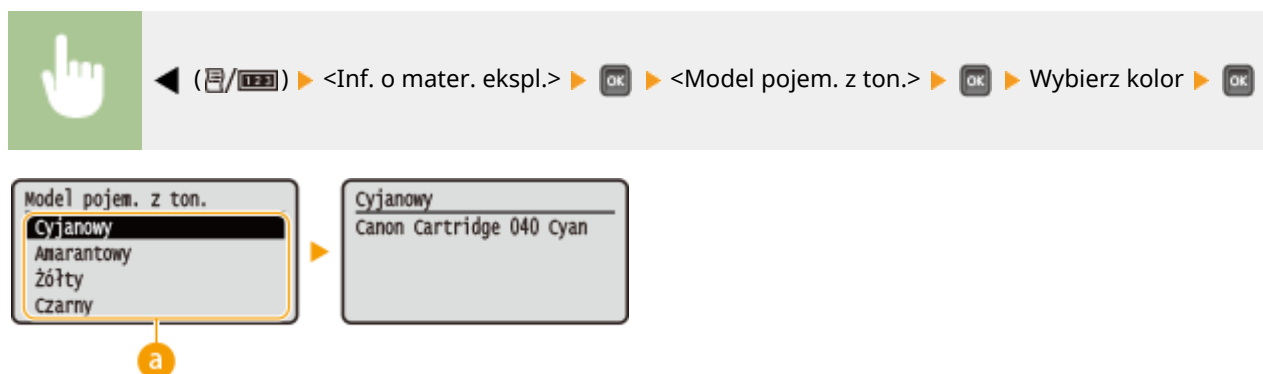 ◀ (/123) ▶ <Inf. o mater. ekspl.> ▶ OK ▶ <Model pojem. z ton.> ▶ OK ▶ Wybierz kolor ▶ OK
Model pojem. z ton.
Cyjanowy
Amarantowy
Żółty
Czarny
Cyjanowy
Canon Cartridge 040 Cyan
a